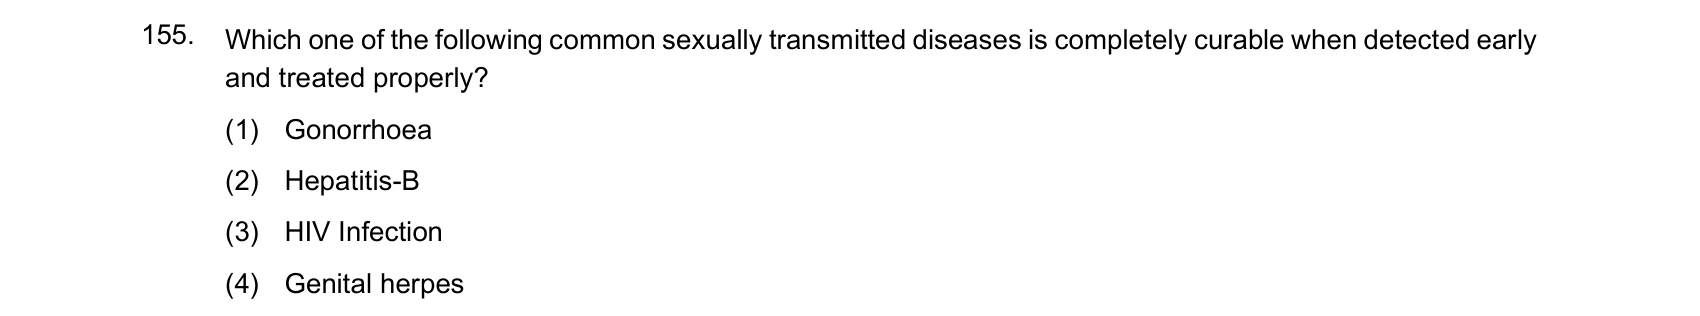 155. Which one of the following common sexually transmitted diseases is completely curable when detected early
and treated properly?
(1) Gonorrhoea
(2) Hepatitis-B
(3) HIV Infection
(4) Genital herpes